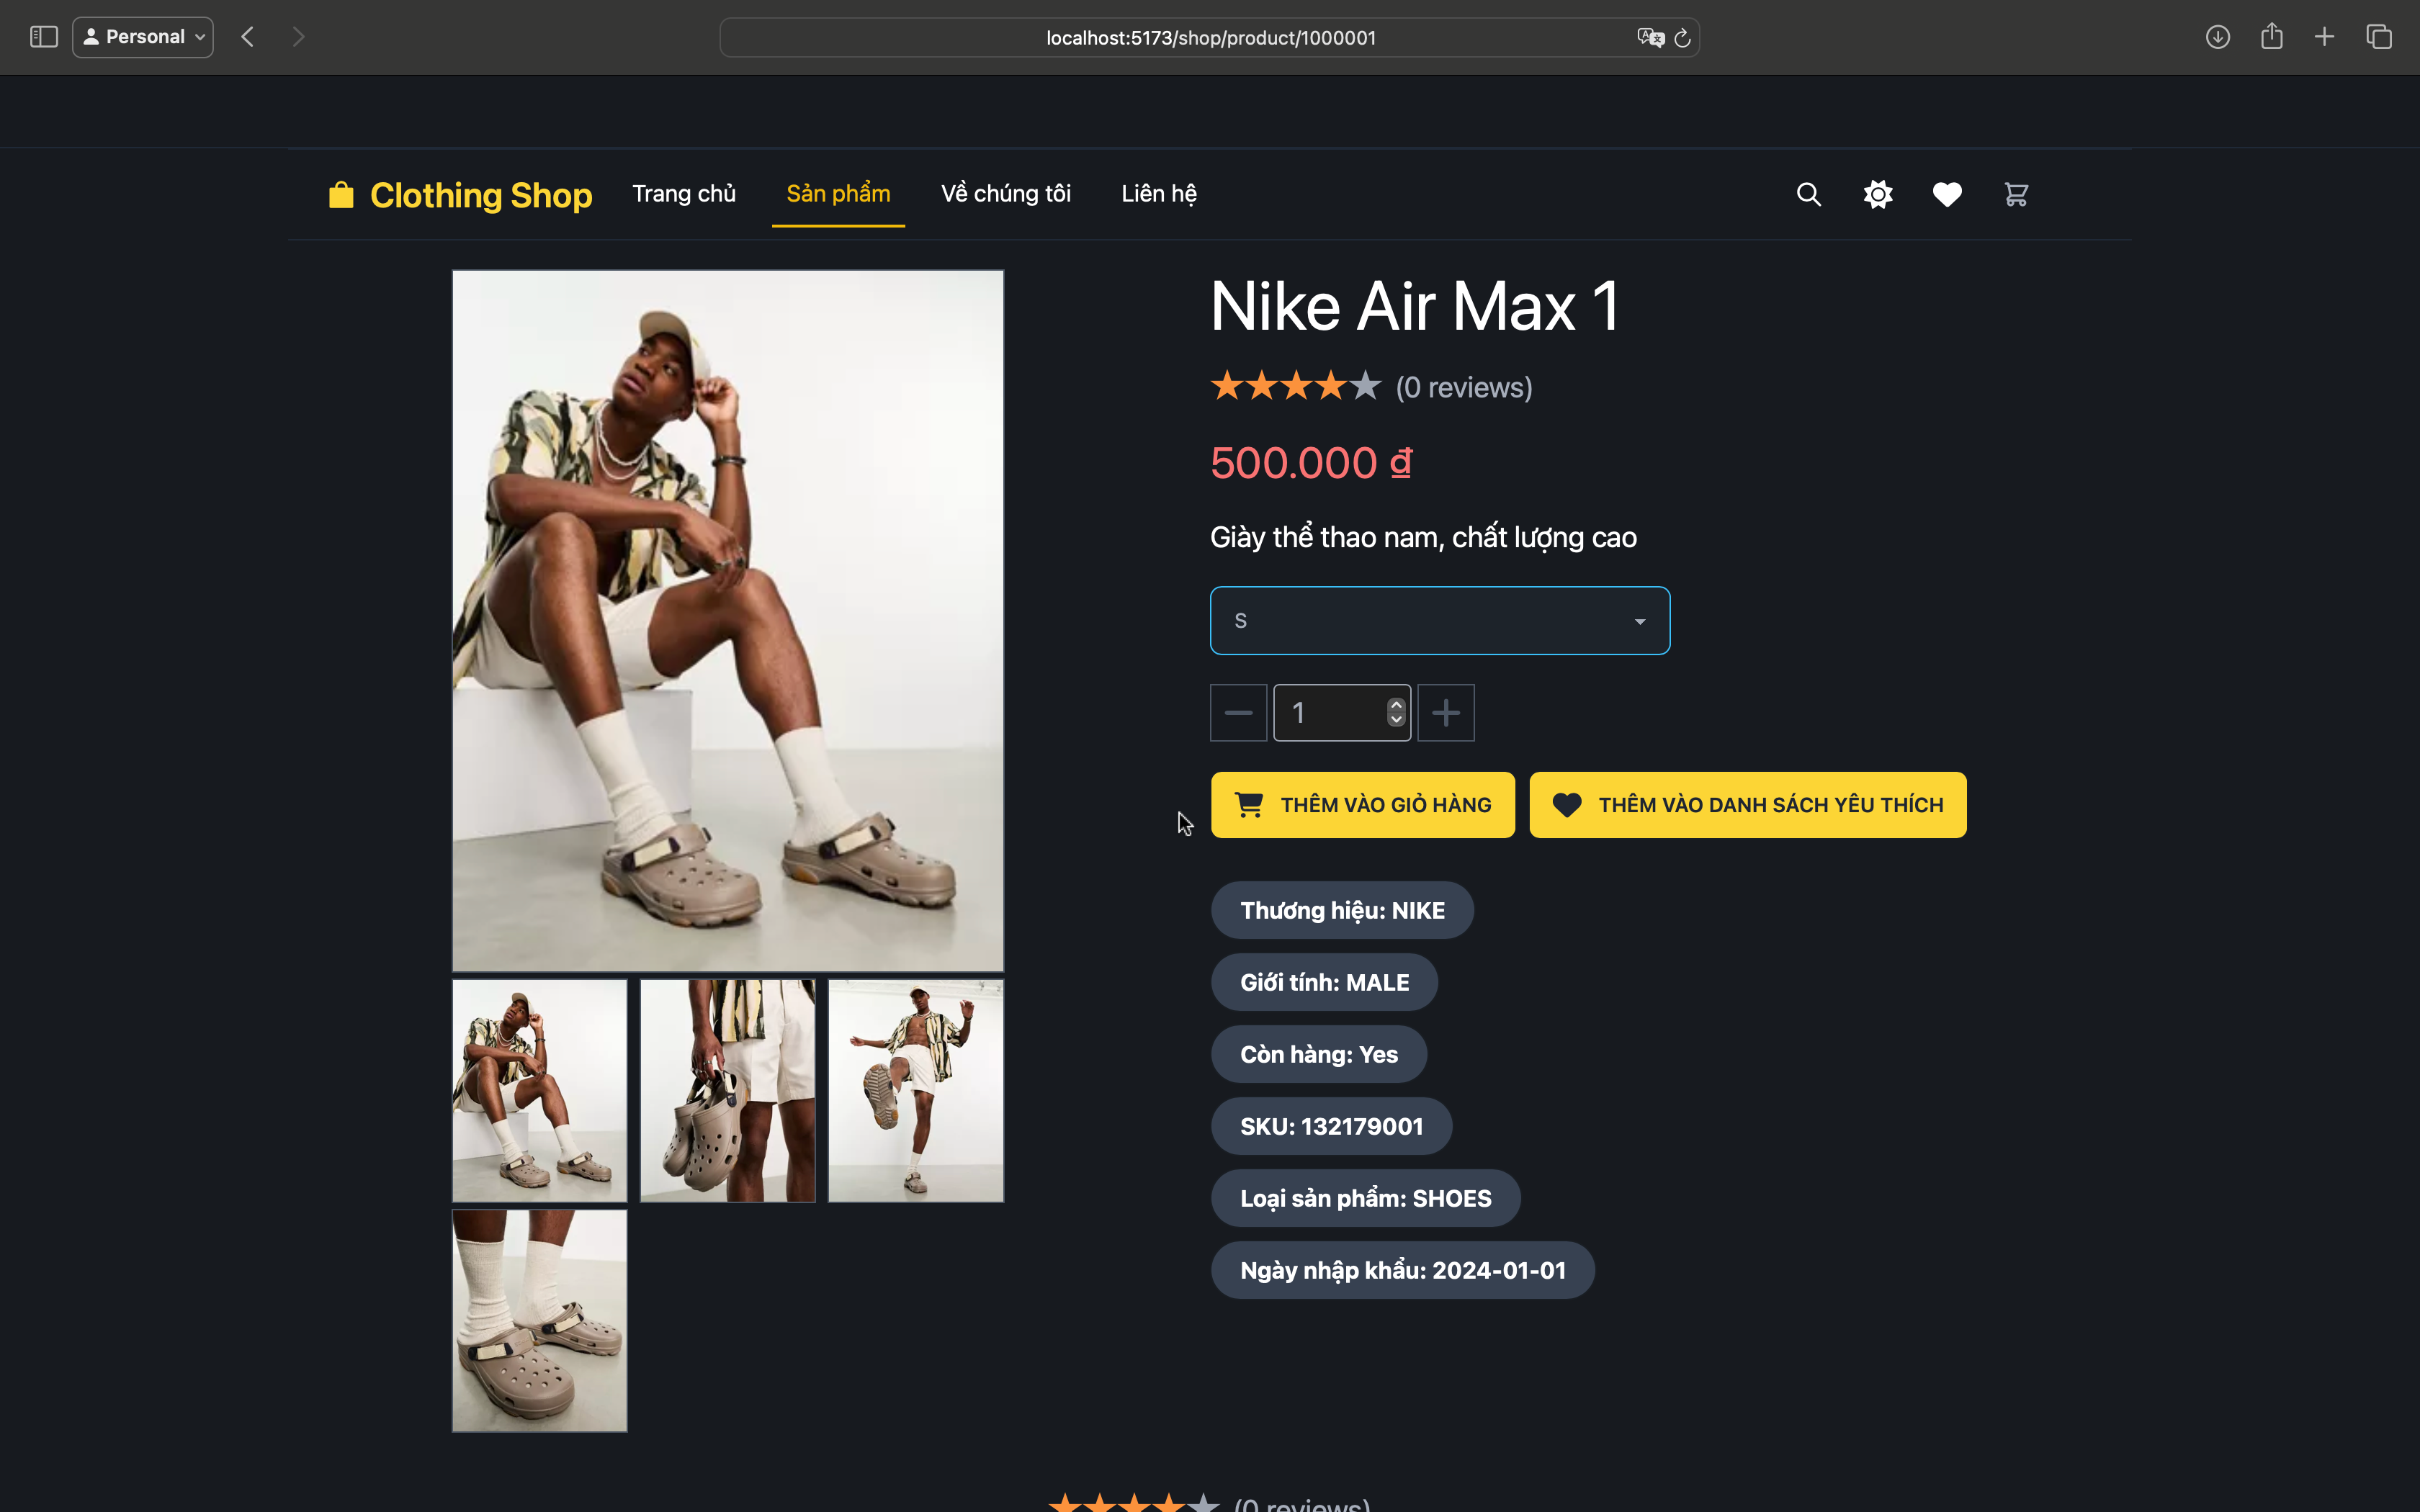 Personal
localhost:5173/shop/product/1000001
Clothing Shop
Trang chủ
Sản phẩm
Về chúng tôi
Liên hệ
Nike Air Max 1
(0 reviews)
500.000 ₫
Giày thể thao nam, chất lượng cao
S
1
THÊM VÀO GIỎ HÀNG
THÊM VÀO DANH SÁCH YÊU THÍCH
Thương hiệu: NIKE
Giới tính: MALE
Còn hàng: Yes
SKU: 132179001
Loại sản phẩm: SHOES
Ngày nhập khẩu: 2024-01-01
(0 reviews)